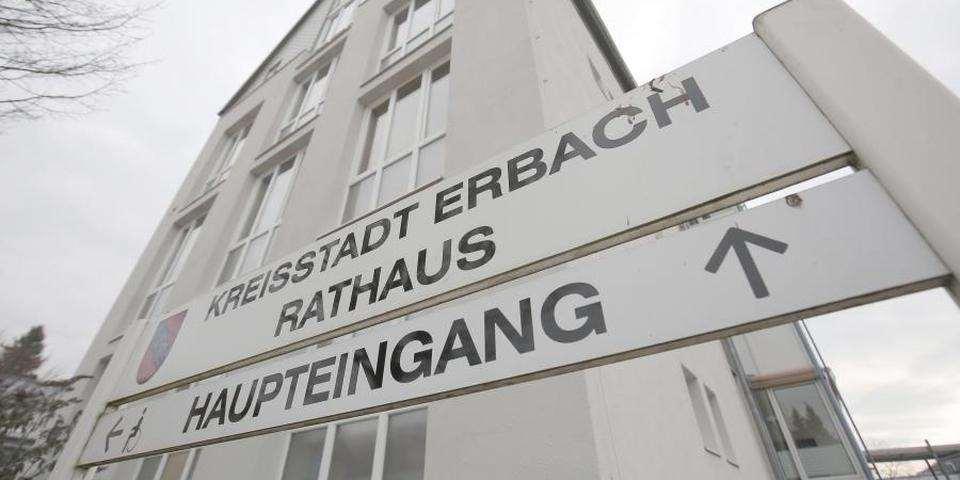 KREISSTADT ERBACH
RATHAUS
HAUPTEINGANG